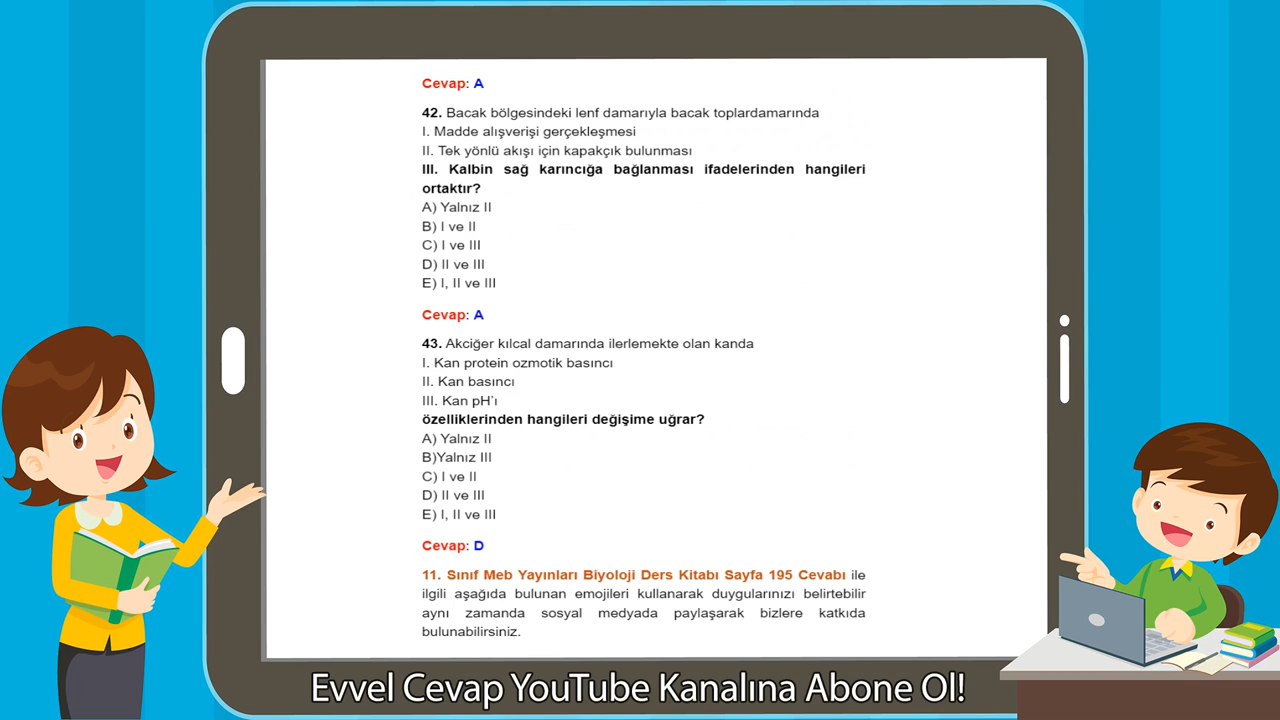 Cevap: A
42. Bacak bölgesindeki lenf damarıyla bacak toplardamarında
I. Madde alışverişi gerçekleşmesi
II. Tek yönlü akışı için kapakçık bulunması
III. Kalbin sağ karıncığa bağlanması ifadelerinden hangileri
ortaktır?
A) Yalnız II
B) I ve II
C) I ve III
D) II ve III
E) I, II ve III
Cevap: A
43. Akciğer kılcal damarında ilerlemekte olan kanda
I. Kan protein ozmotik basıncı
II. Kan basıncı
III. Kan pH'ı
özelliklerinden hangileri değişime uğrar?
A) Yalnız II
B)Yalnız III
C) I ve II
D) II ve III
E) I, II ve III
Cevap: D
11. Sınıf Meb Yayınları Biyoloji Ders Kitabı Sayfa 195 Cevabı ile
ilgili aşağıda bulunan emojileri kullanarak duygularınızı belirtebilir
aynı zamanda sosyal medyada paylaşarak bizlere katkıda
bulunabilirsiniz.
Evvel Cevap YouTube Kanalına Abone Ol!